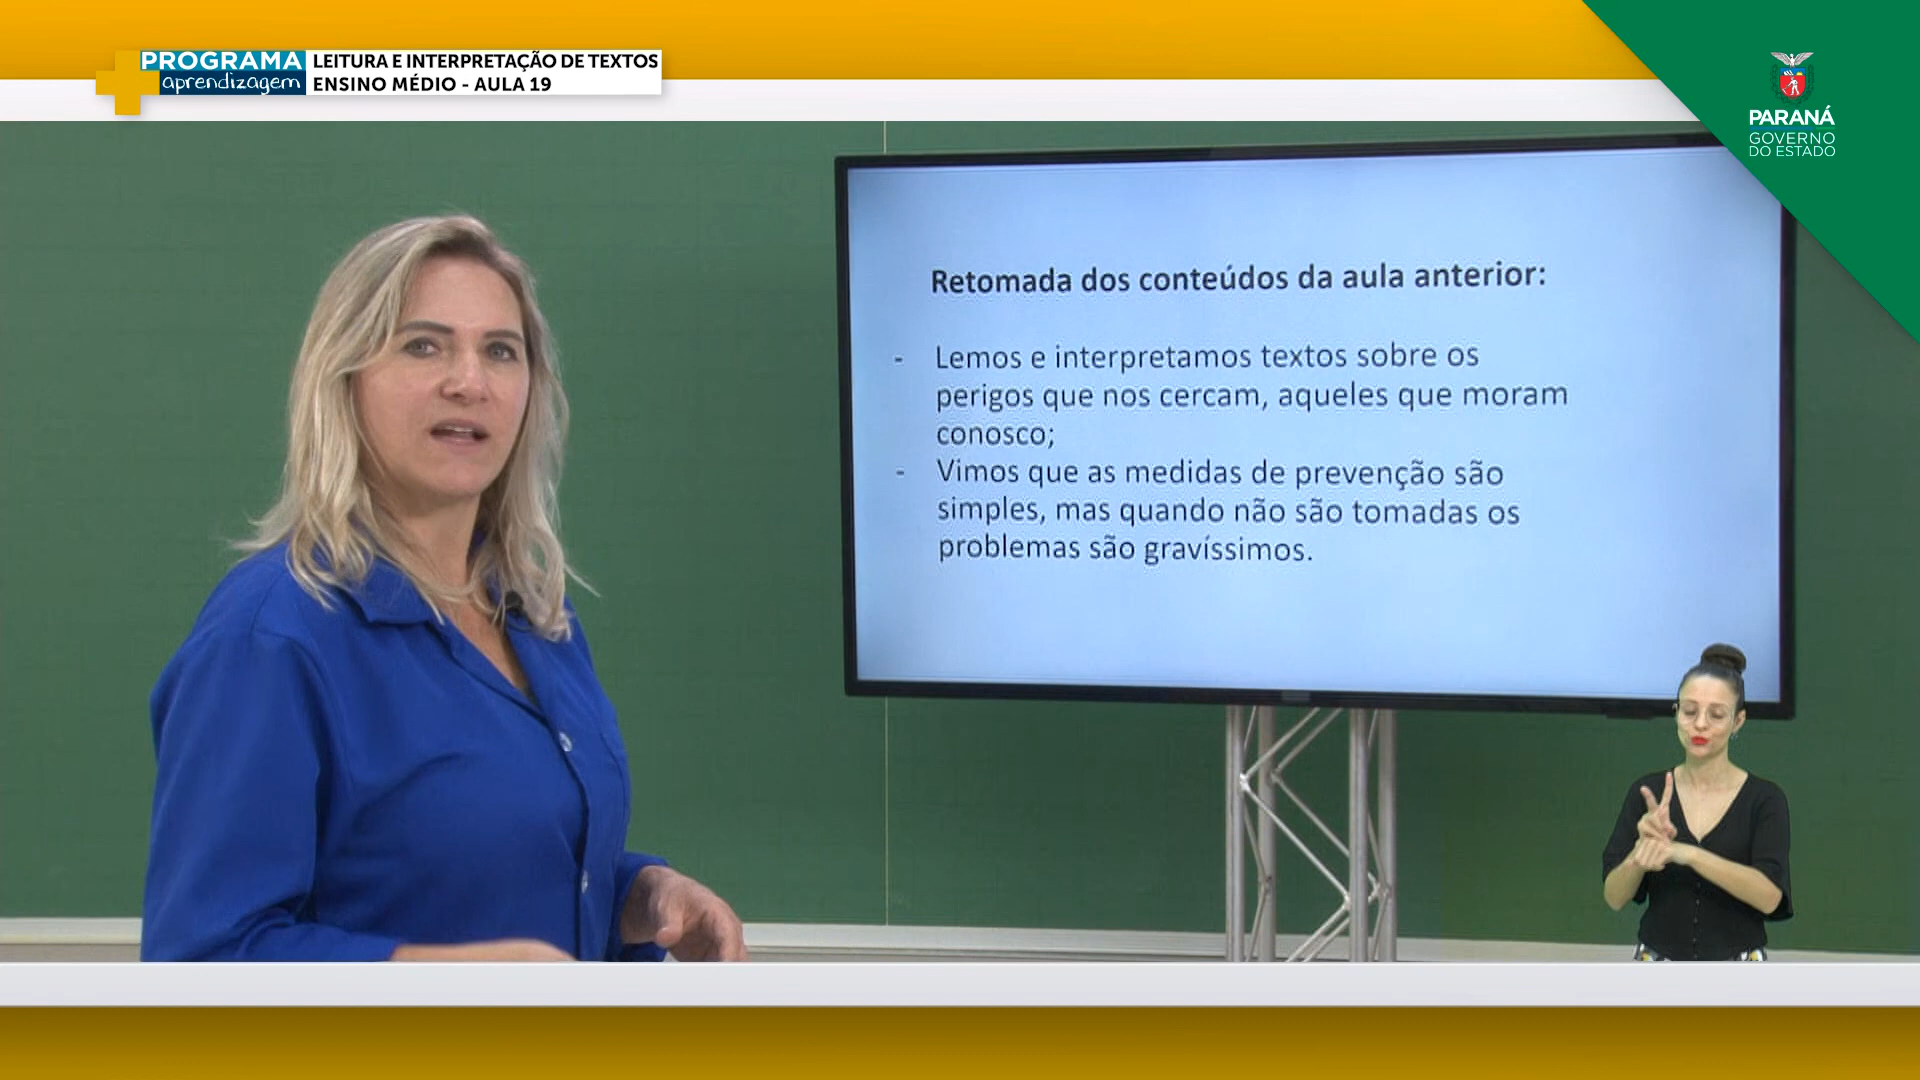 PROGRAMA
aprendizagem
LEITURA E INTERPRETAÇÃO DE TEXTOS
ENSINO MÉDIO - AULA 19
PARANÁ
GOVERNO
DO ESTADO
Retomada dos conteúdos da aula anterior:
- Lemos e interpretamos textos sobre os
perigos que nos cercam, aqueles que moram
conosco;
- Vimos que as medidas de prevenção são
simples, mas quando não são tomadas os
problemas são gravíssimos.